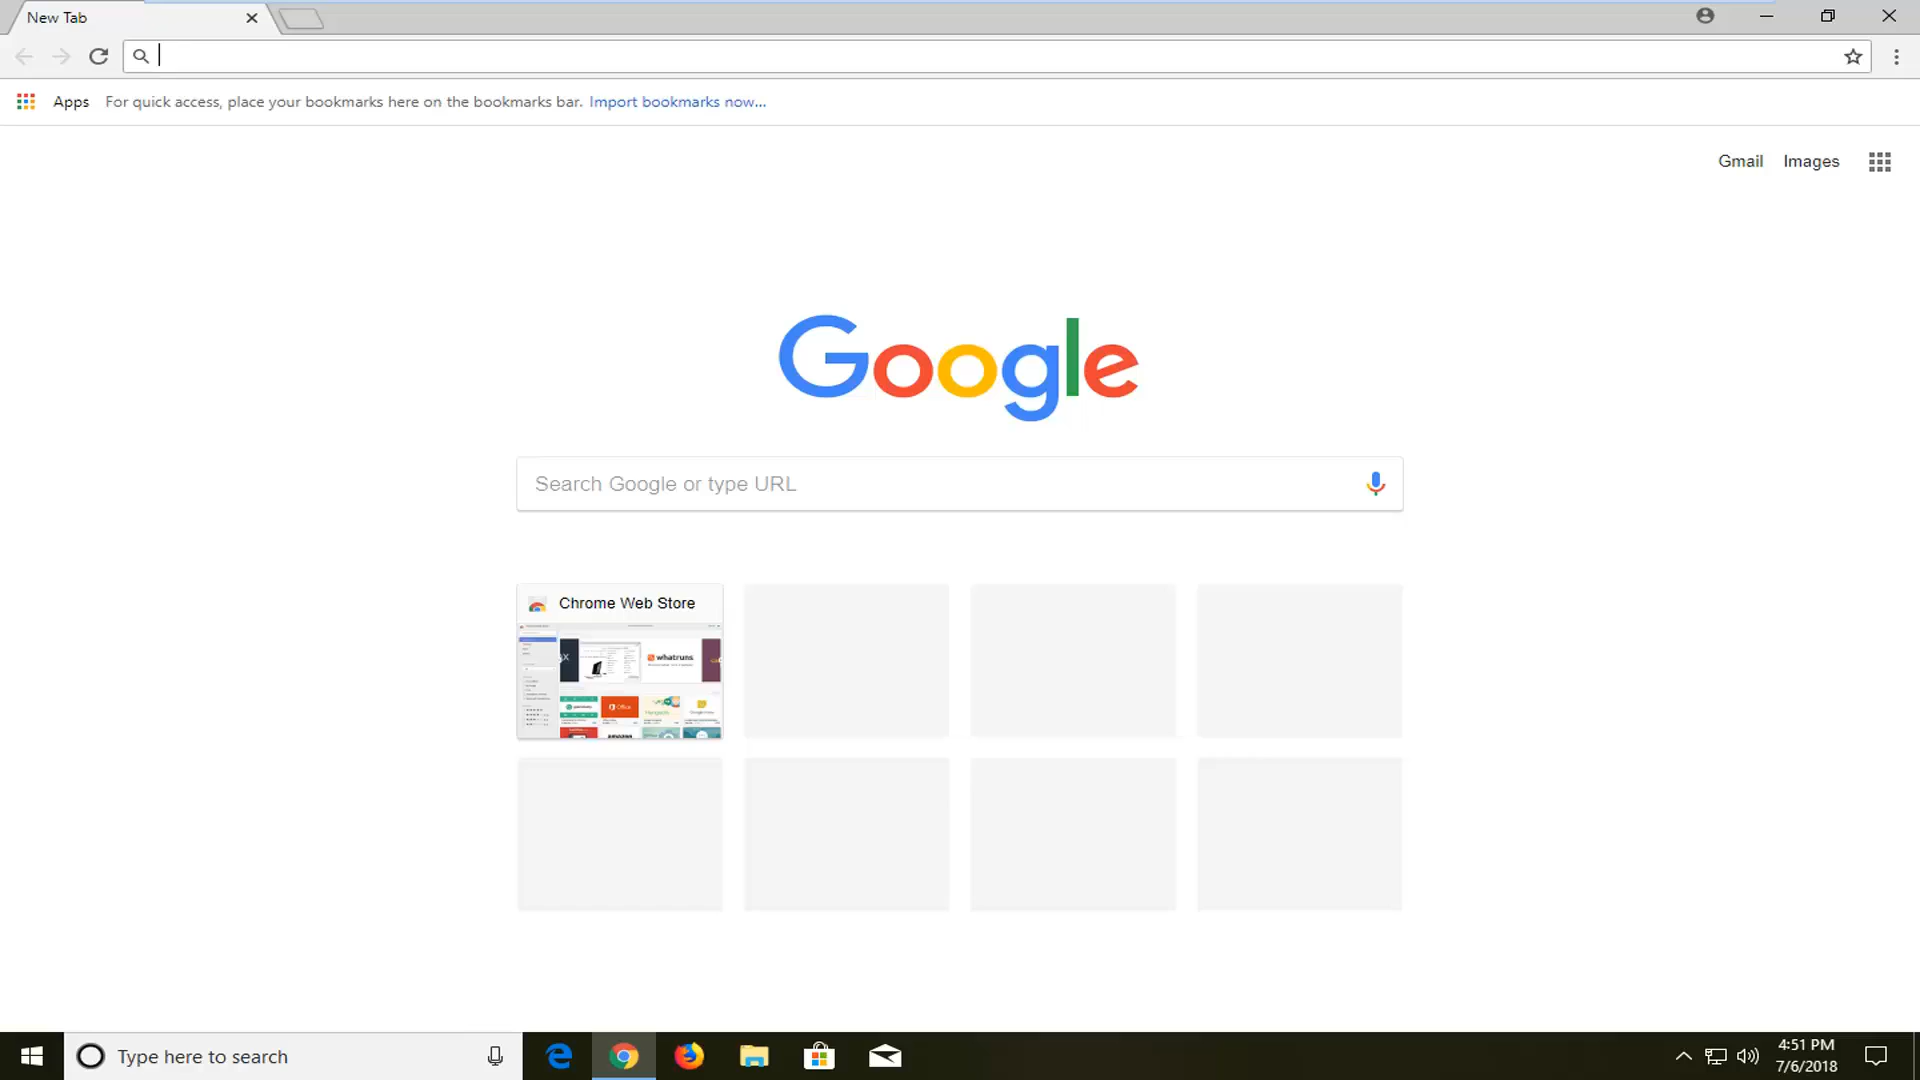 New Tab
Apps For quick access, place your bookmarks here on the bookmarks bar. Import bookmarks now...
Gmail Images
Google
Search Google or type URL
Chrome Web Store
whatruns
Office
Type here to search
4:51 PM
7/6/2018